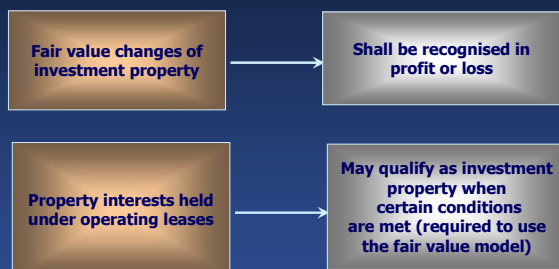 Fair value changes of
investment property
Shall be recognised in
profit or loss
Property interests held
under operating leases
May qualify as investment
property when
certain conditions
are met (required to use
the fair value model)